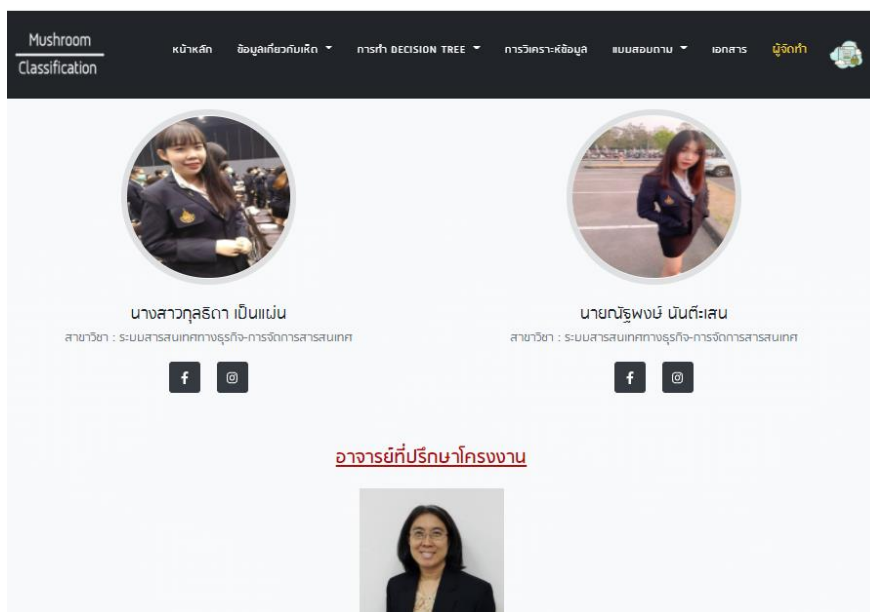 Mushroom
Classification
หน้าหลัก ข้อมูลเกี่ยวกับเห็ด การทำ DECISION TREE การวิเคราะห์ข้อมูล แบบสอบถาม เอกสาร ผู้จัดทำ
นางสาวกุลธิดา เป็นแผ่น นายณัฐพงษ์ นันต๊ะเสน
สาขาวิชา : ระบบสารสนเทศทางธุรกิจ-การจัดการสารสนเทศ สาขาวิชา : ระบบสารสนเทศทางธุรกิจ-การจัดการสารสนเทศ
อาจารย์ที่ปรึกษาโครงงาน